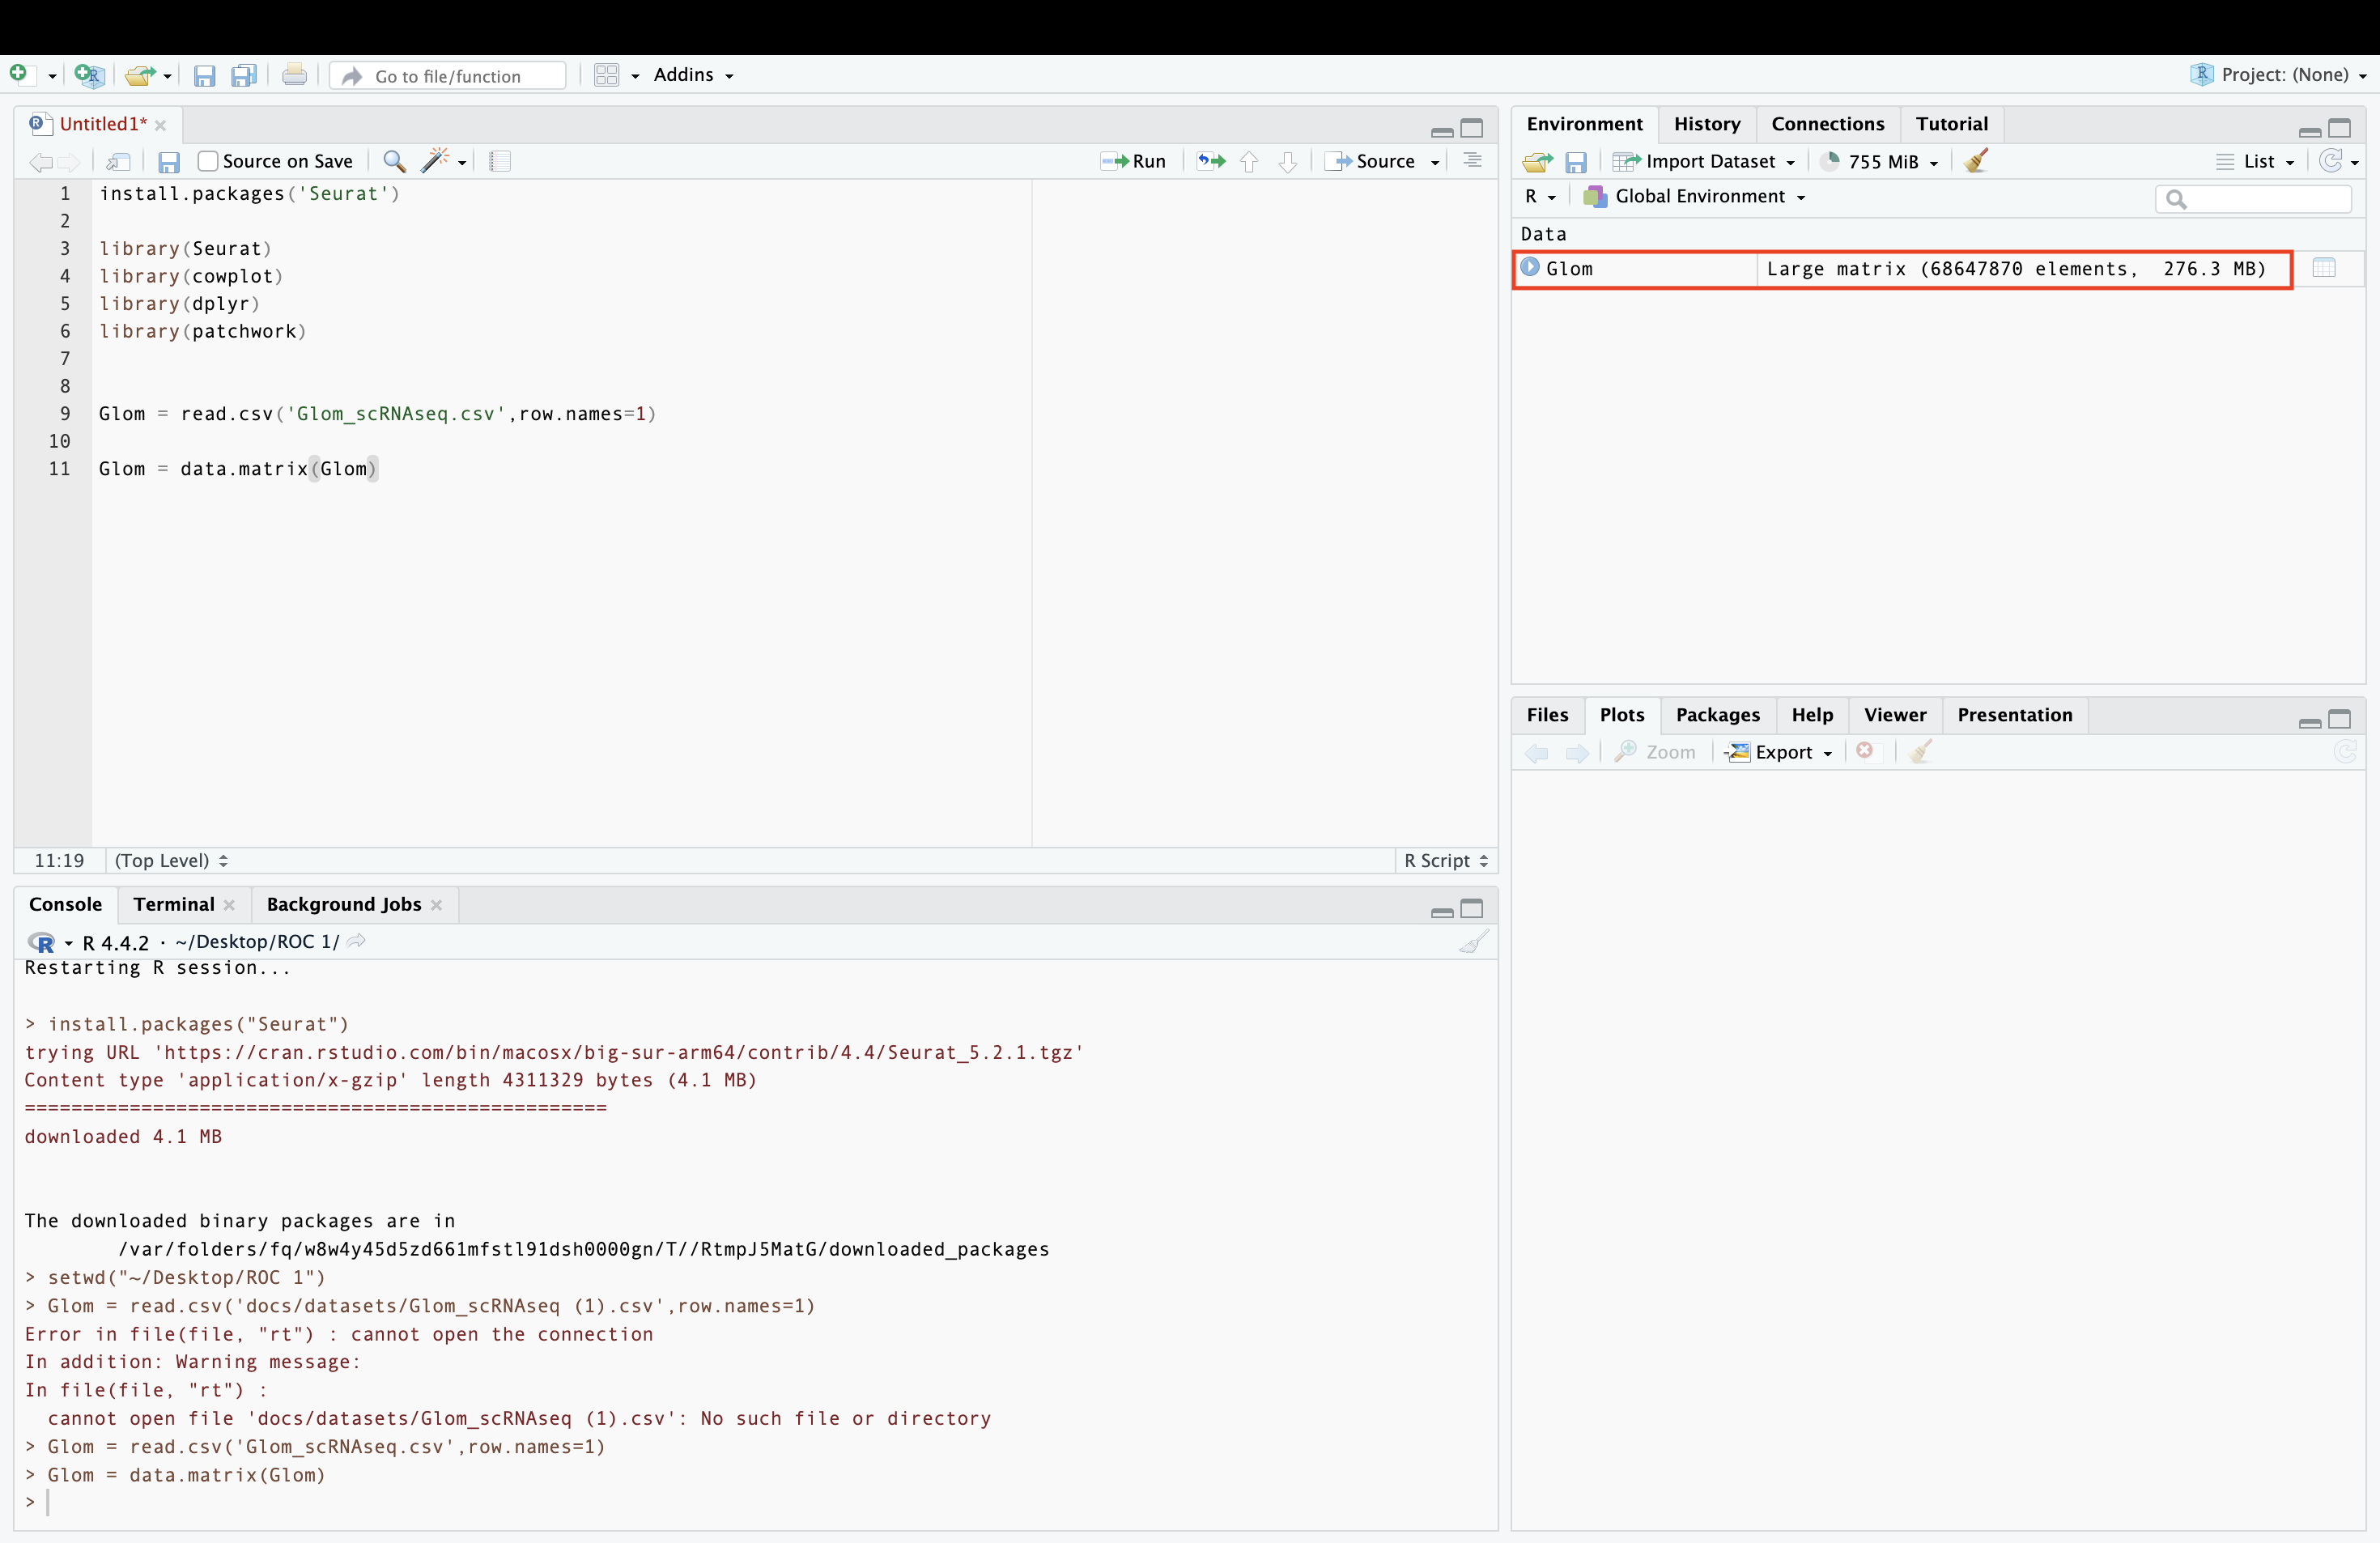 Go to file/function
Addins
Project: (None)
Untitled1*
Source on Save
Run
Source
1 install.packages('Seurat')
2
3 library(Seurat)
4 library(cowplot)
5 library(dplyr)
6 library(patchwork)
7
8
9 Glom = read.csv('Glom_scRNAseq.csv',row.names=1)
10
11 Glom = data.matrix(Glom)
11:19 (Top Level)
R Script
Console Terminal Background Jobs
R 4.4.2 · ~/Desktop/ROC 1/
Restarting R session...
> install.packages("Seurat")
trying URL 'https://cran.rstudio.com/bin/macosx/big-sur-arm64/contrib/4.4/Seurat_5.2.1.tgz'
Content type 'application/x-gzip' length 4311329 bytes (4.1 MB)
==================================================
downloaded 4.1 MB
The downloaded binary packages are in
/var/folders/fq/w8w4y45d5zd661mfstl91dsh0000gn/T//RtmpJ5MatG/downloaded_packages
> setwd("~/Desktop/ROC 1")
> Glom = read.csv('docs/datasets/Glom_scRNAseq (1).csv',row.names=1)
Error in file(file, "rt") : cannot open the connection
In addition: Warning message:
In file(file, "rt") :
cannot open file 'docs/datasets/Glom_scRNAseq (1).csv': No such file or directory
> Glom = read.csv('Glom_scRNAseq.csv',row.names=1)
> Glom = data.matrix(Glom)
>
Environment History Connections Tutorial
Import Dataset 755 MiB List
R Global Environment
Data
Glom Large matrix (68647870 elements, 276.3 MB)
Files Plots Packages Help Viewer Presentation
Zoom Export